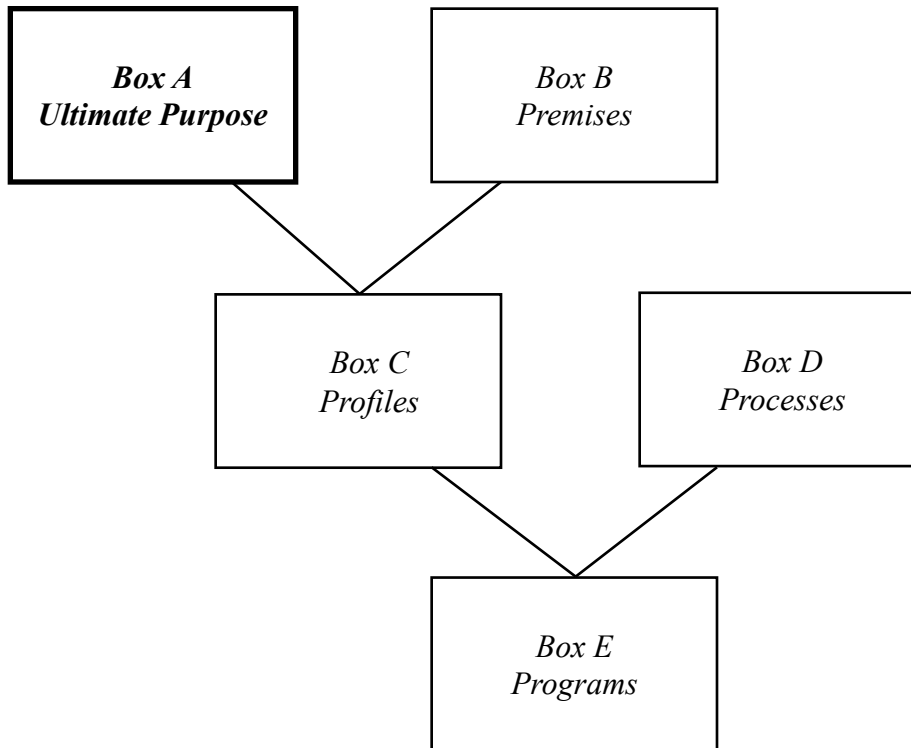 Box A
Ultimate Purpose
Box B
Premises
Box C
Profiles
Box D
Processes
Box E
Programs